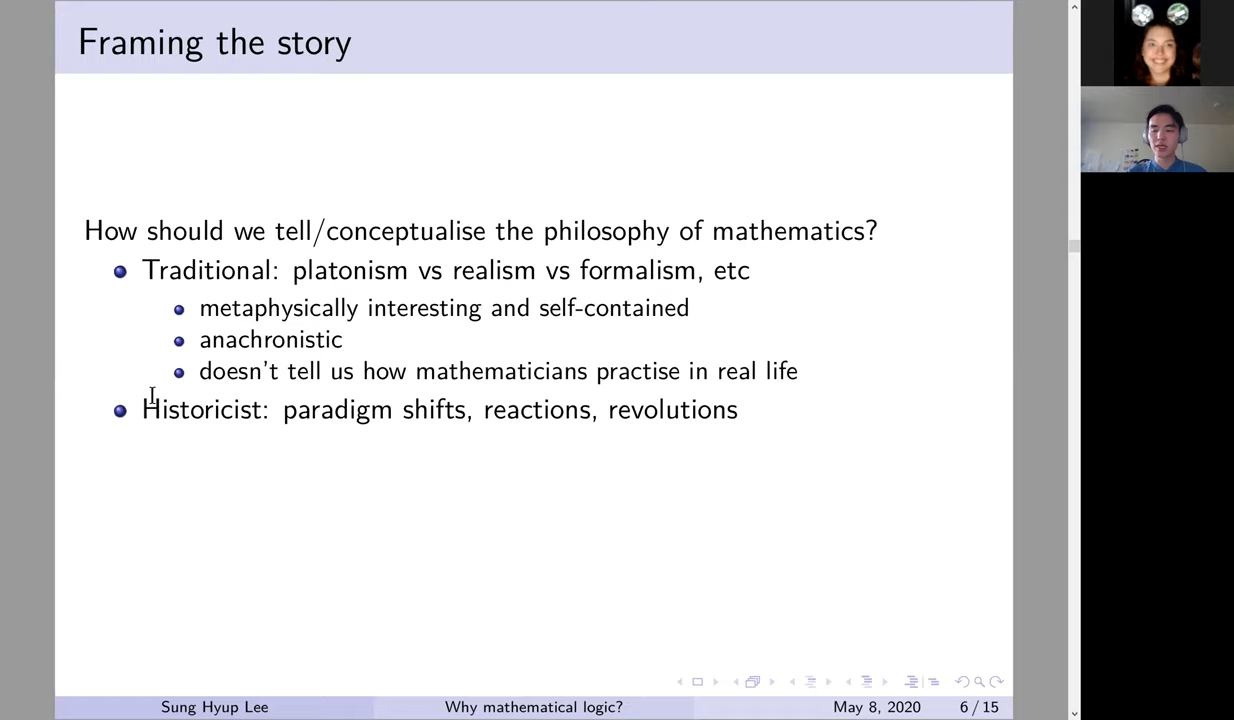 Framing the story
How should we tell/conceptualise the philosophy of mathematics?
Traditional: platonism vs realism vs formalism, etc
metaphysically interesting and self-contained
anachronistic
doesn't tell us how mathematicians practise in real life
Historicist: paradigm shifts, reactions, revolutions
Sung Hyup Lee Why mathematical logic? May 8, 2020 6/15